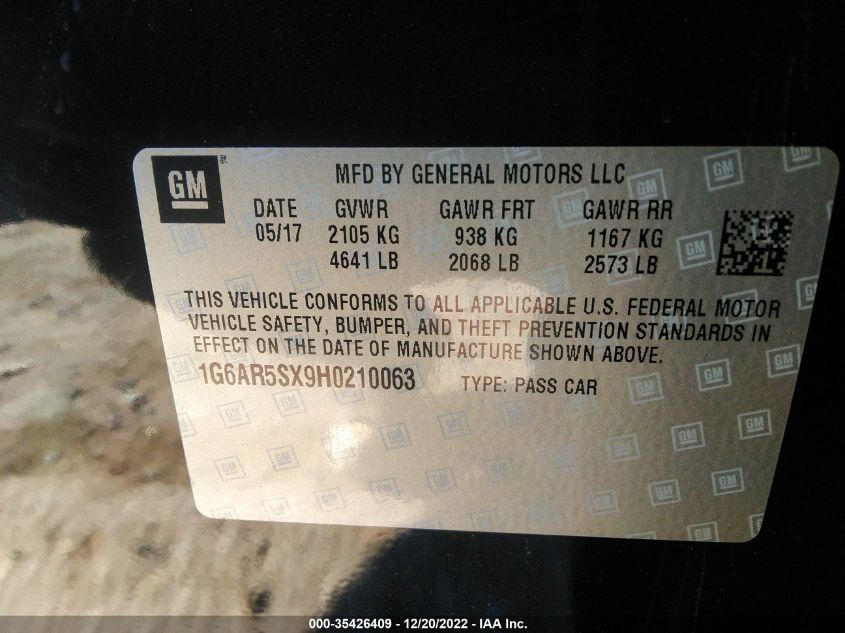 GM
MFD BY GENERAL MOTORS LLC
DATE GVWR GAWR FRT GAWR RR
05/17 2105 KG 938 KG 1167 KG
4641 LB 2068 LB 2573 LB
THIS VEHICLE CONFORMS TO ALL APPLICABLE U.S. FEDERAL MOTOR
VEHICLE SAFETY, BUMPER, AND THEFT PREVENTION STANDARDS IN
EFFECT ON THE DATE OF MANUFACTURE SHOWN ABOVE.
1G6AR5SX9H0210063 TYPE: PASS CAR
000-35426409 - 12/20/2022 - IAA Inc.